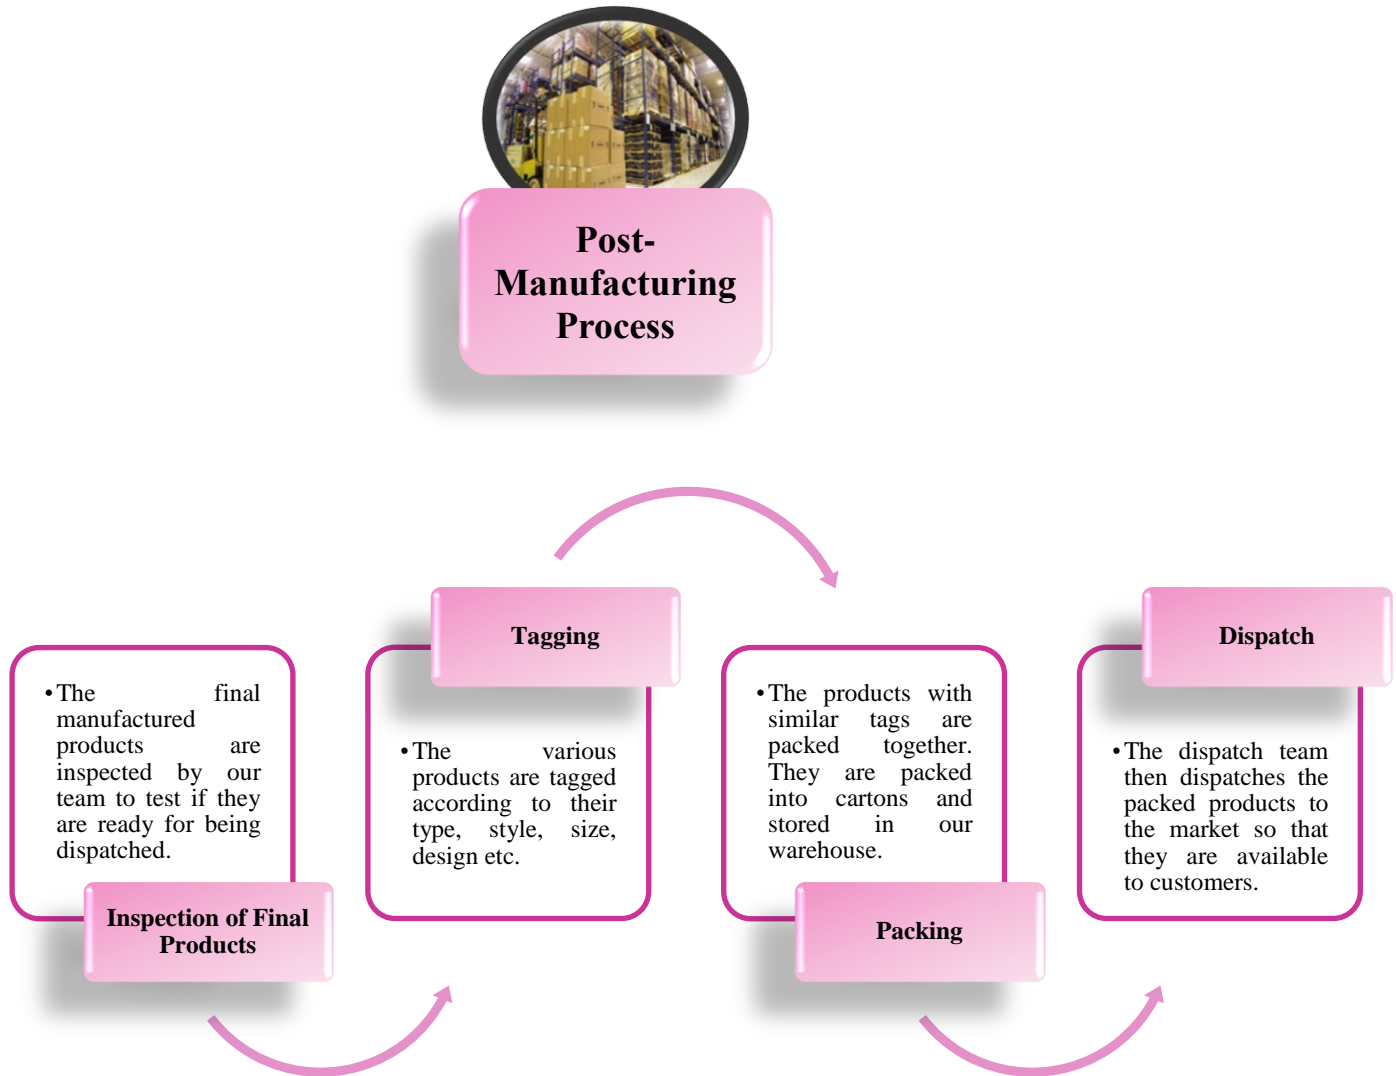 Post-
Manufacturing
Process
•The final
manufactured
products are
inspected by our
team to test if they
are ready for being
dispatched.
Inspection of Final
Products
Tagging
•The various
products are tagged
according to their
type, style, size,
design etc.
•The products with
similar tags are
packed together.
They are packed
into cartons and
stored in our
warehouse.
Packing
Dispatch
•The dispatch team
then dispatches the
packed products to
the market so that
they are available
to customers.